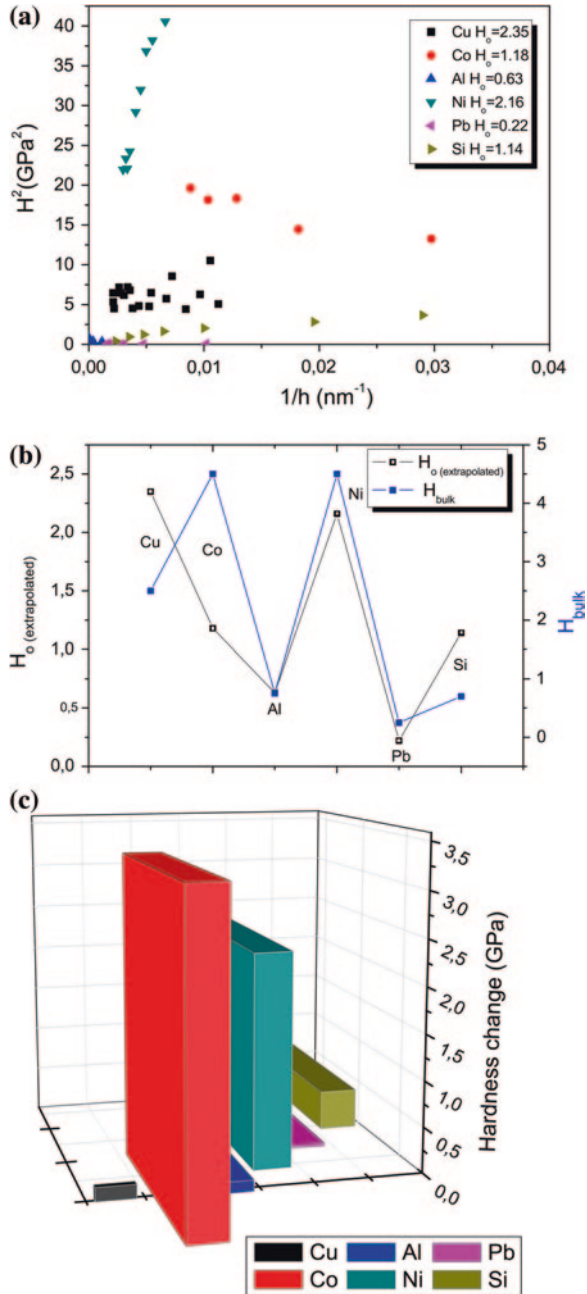 (a)
40
35
30
25
20
15
10
5
0
H²(GPa²)
Cu Hₒ=2.35
Co Hₒ=1.18
Al Hₒ=0.63
Ni Hₒ=2.16
Pb Hₒ=0.22
Si Hₒ=1.14
0,00 0,01 0,02 0,03 0,04
1/h (nm⁻¹)
(b)
2,5
2,0
1,5
1,0
0,5
0,0
Hₒ (extrapolated)
Cu
Co
Al
Ni
Pb
Si
Hₒ (extrapolated)
H_bulk
5
4
3
2
1
0
H_bulk
(c)
3,5
3,0
2,5
2,0
1,5
1,0
0,5
0,0
Hardness change (GPa)
Cu Al Pb
Co Ni Si